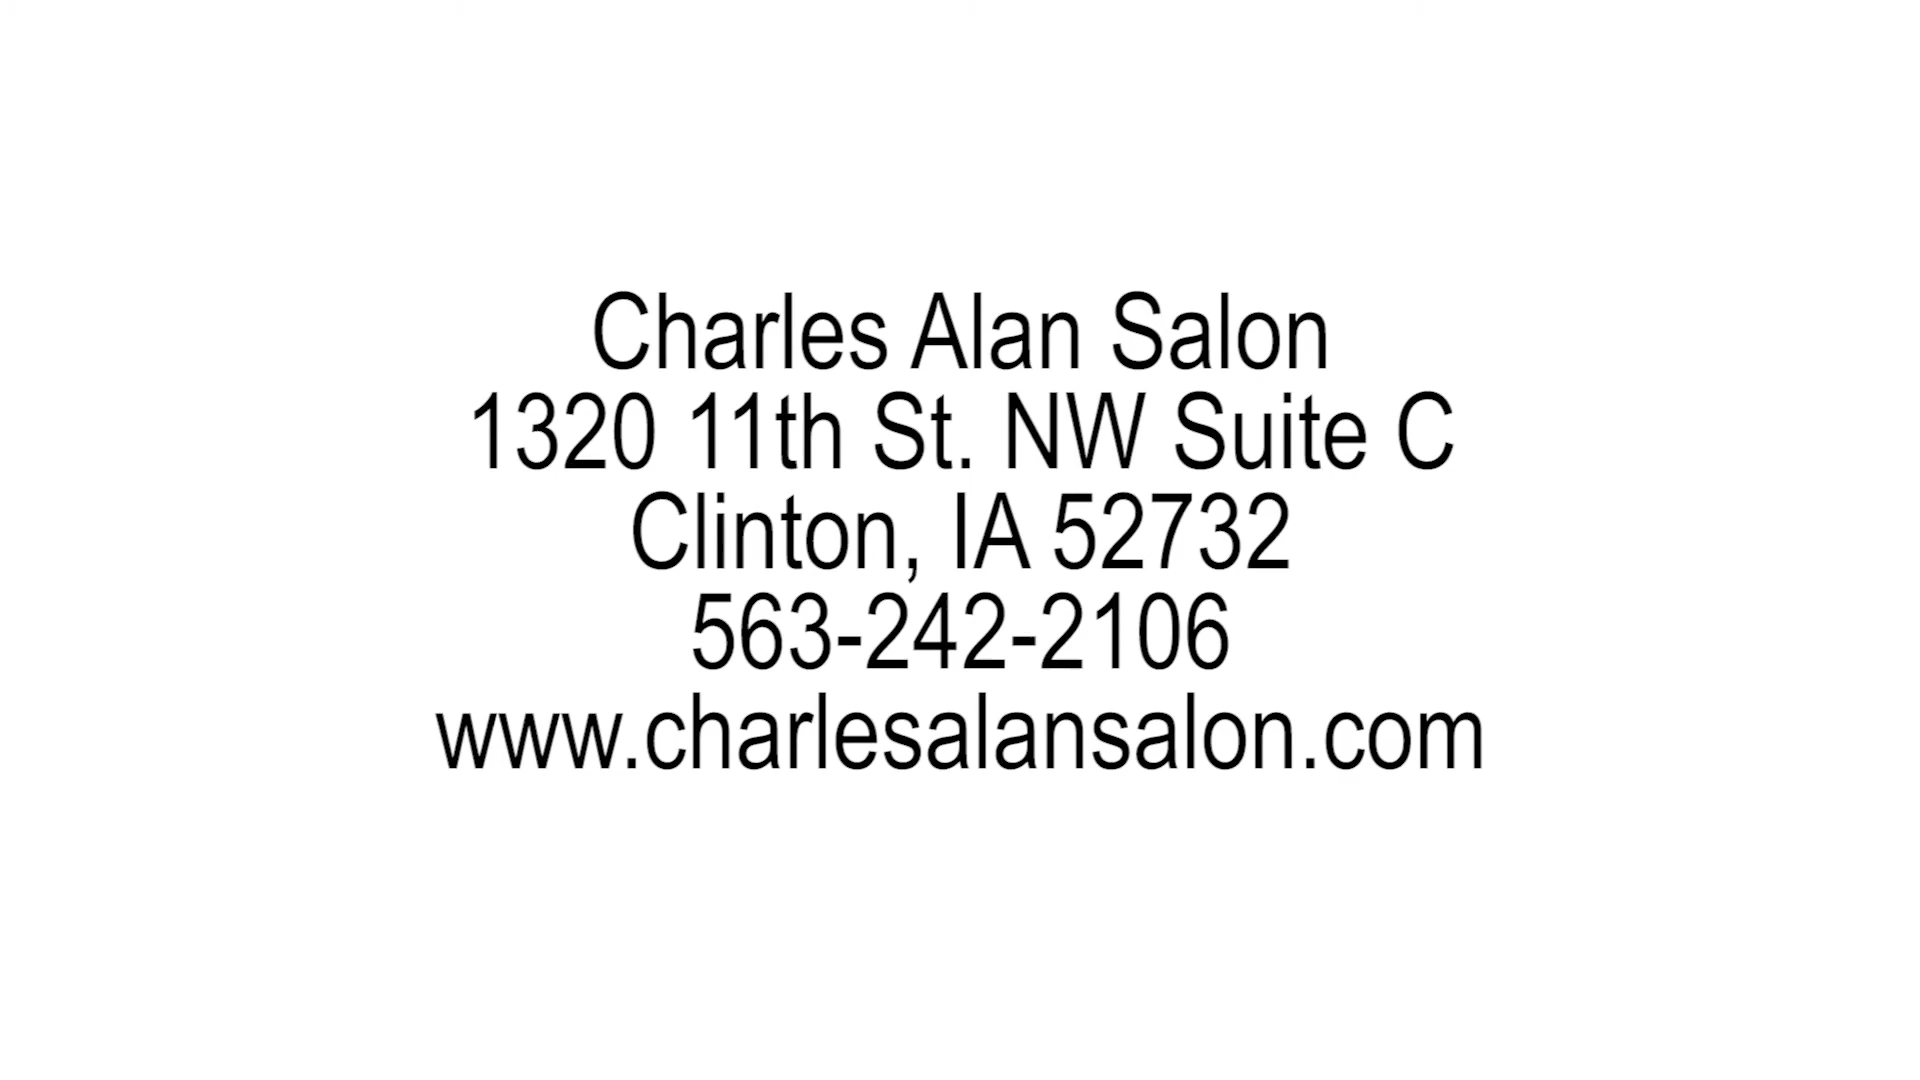 Charles Alan Salon
1320 11th St. NW Suite C
Clinton, IA 52732
563-242-2106
www.charlesalansalon.com